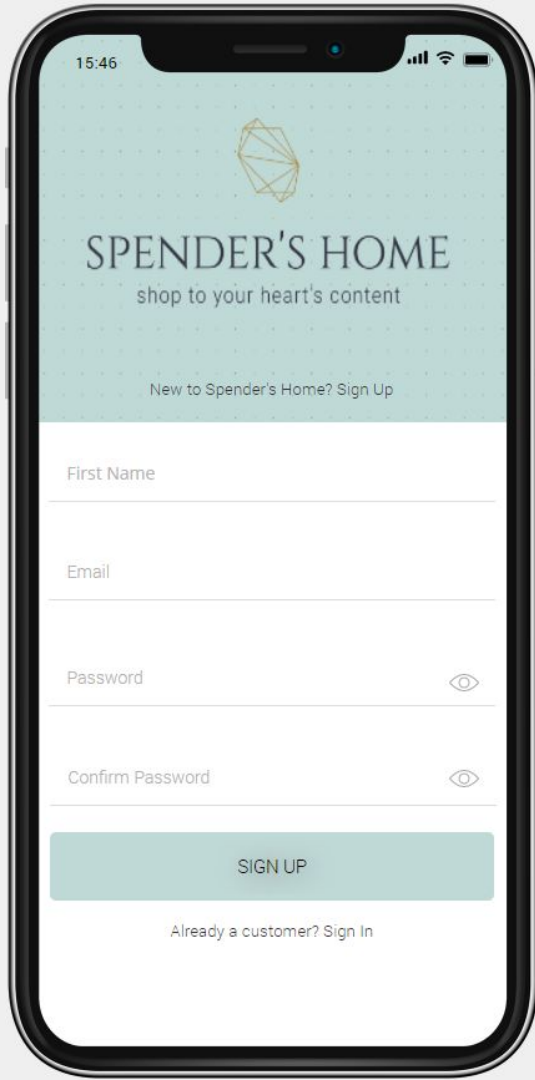 15:46
SPENDER'S HOME
shop to your heart's content
New to Spender's Home? Sign Up
First Name
Email
Password
Confirm Password
SIGN UP
Already a customer? Sign In